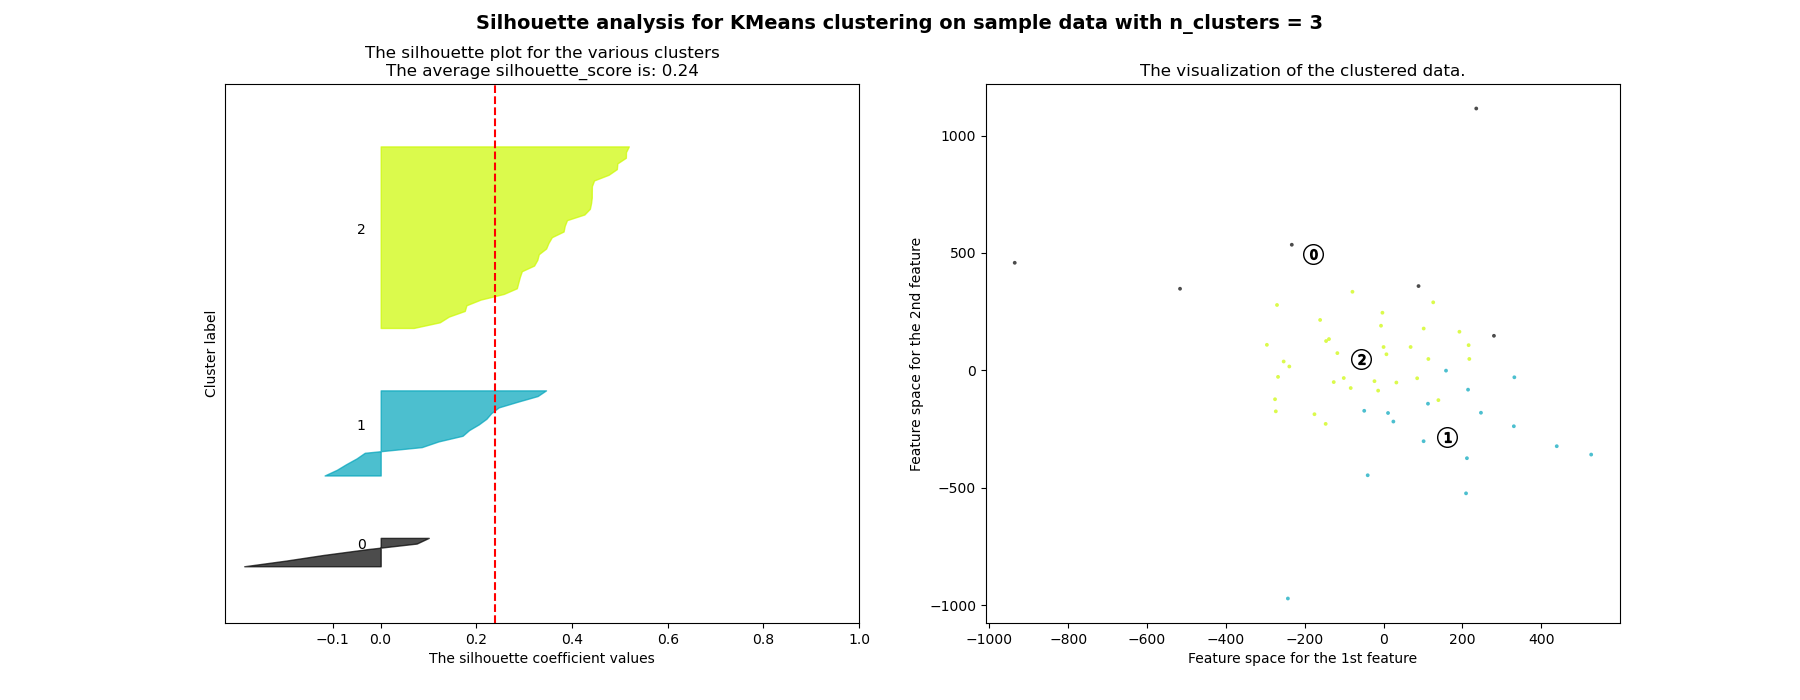 Silhouette analysis for KMeans clustering on sample data with n_clusters = 3
The silhouette plot for the various clusters
The average silhouette_score is: 0.24
Cluster label
2
1
0
−0.1 0.0 0.2 0.4 0.6 0.8 1.0
The silhouette coefficient values
The visualization of the clustered data.
Feature space for the 2nd feature
1000
500
0
−500
−1000
0
2
1
−1000 −800 −600 −400 −200 0 200 400
Feature space for the 1st feature